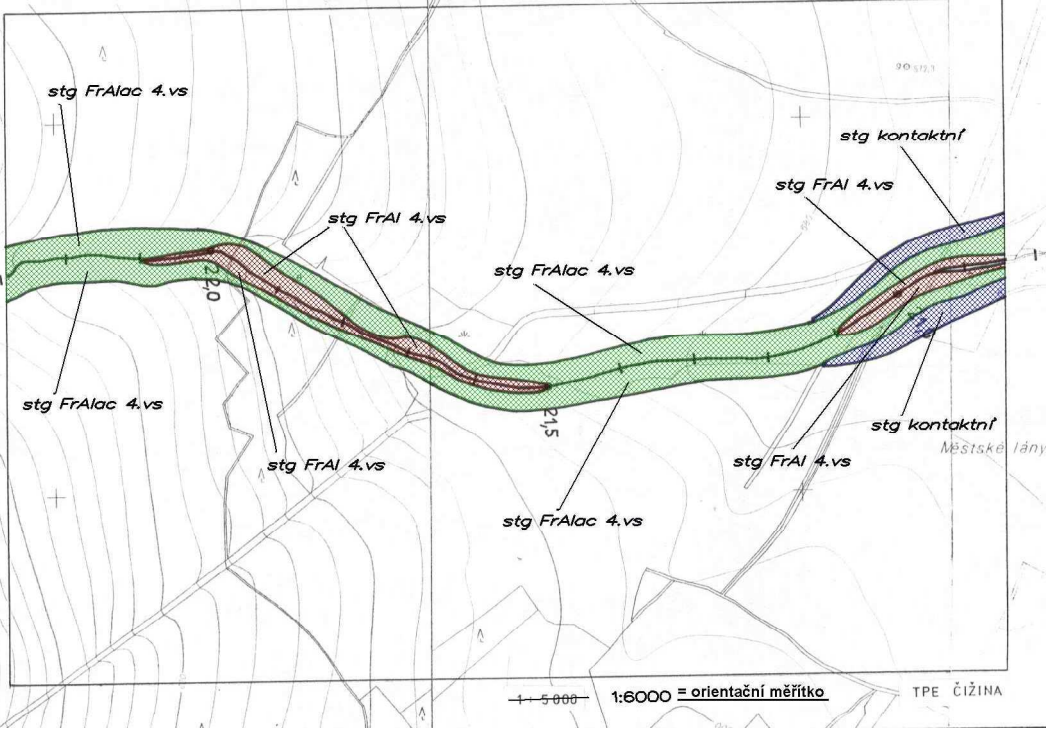 stg FrAlac 4.vs
stg kontaktní
stg FrAl 4.vs
stg FrAl 4.vs
stg FrAlac 4.vs
22,0
stg FrAlac 4.vs
21,5
stg kontaktní
Městské lány
stg FrAl 4.vs
stg FrAl 4.vs
stg FrAlac 4.vs
1:5000
1:6000 = orientační měřítko
TPE ČIŽINA